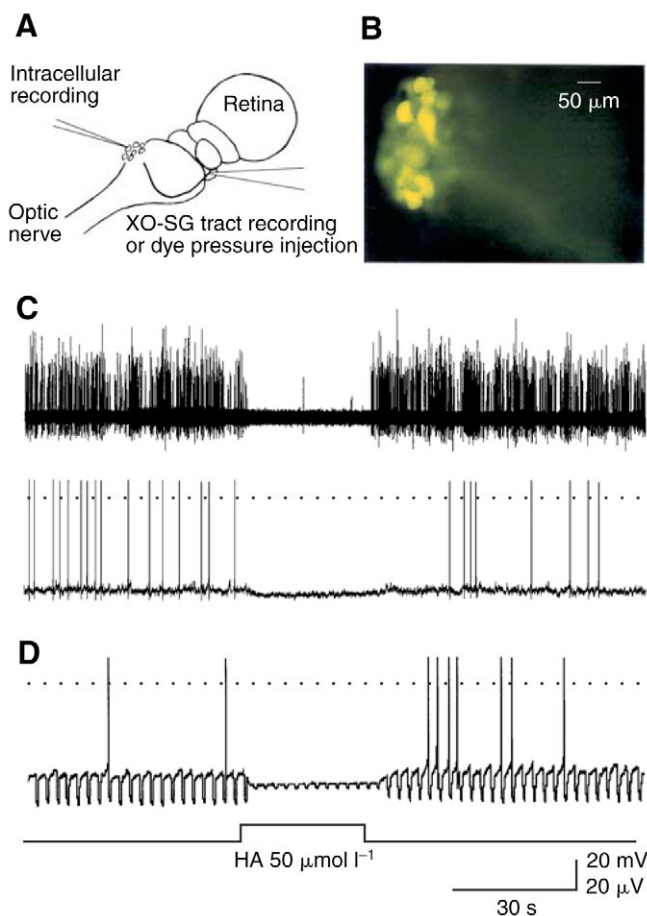 A
B
Intracellular
recording
Retina
Optic
nerve
XO-SG tract recording
or dye pressure injection
50 μm
C
D
HA 50 μmol l⁻¹
20 mV
20 μV
30 s